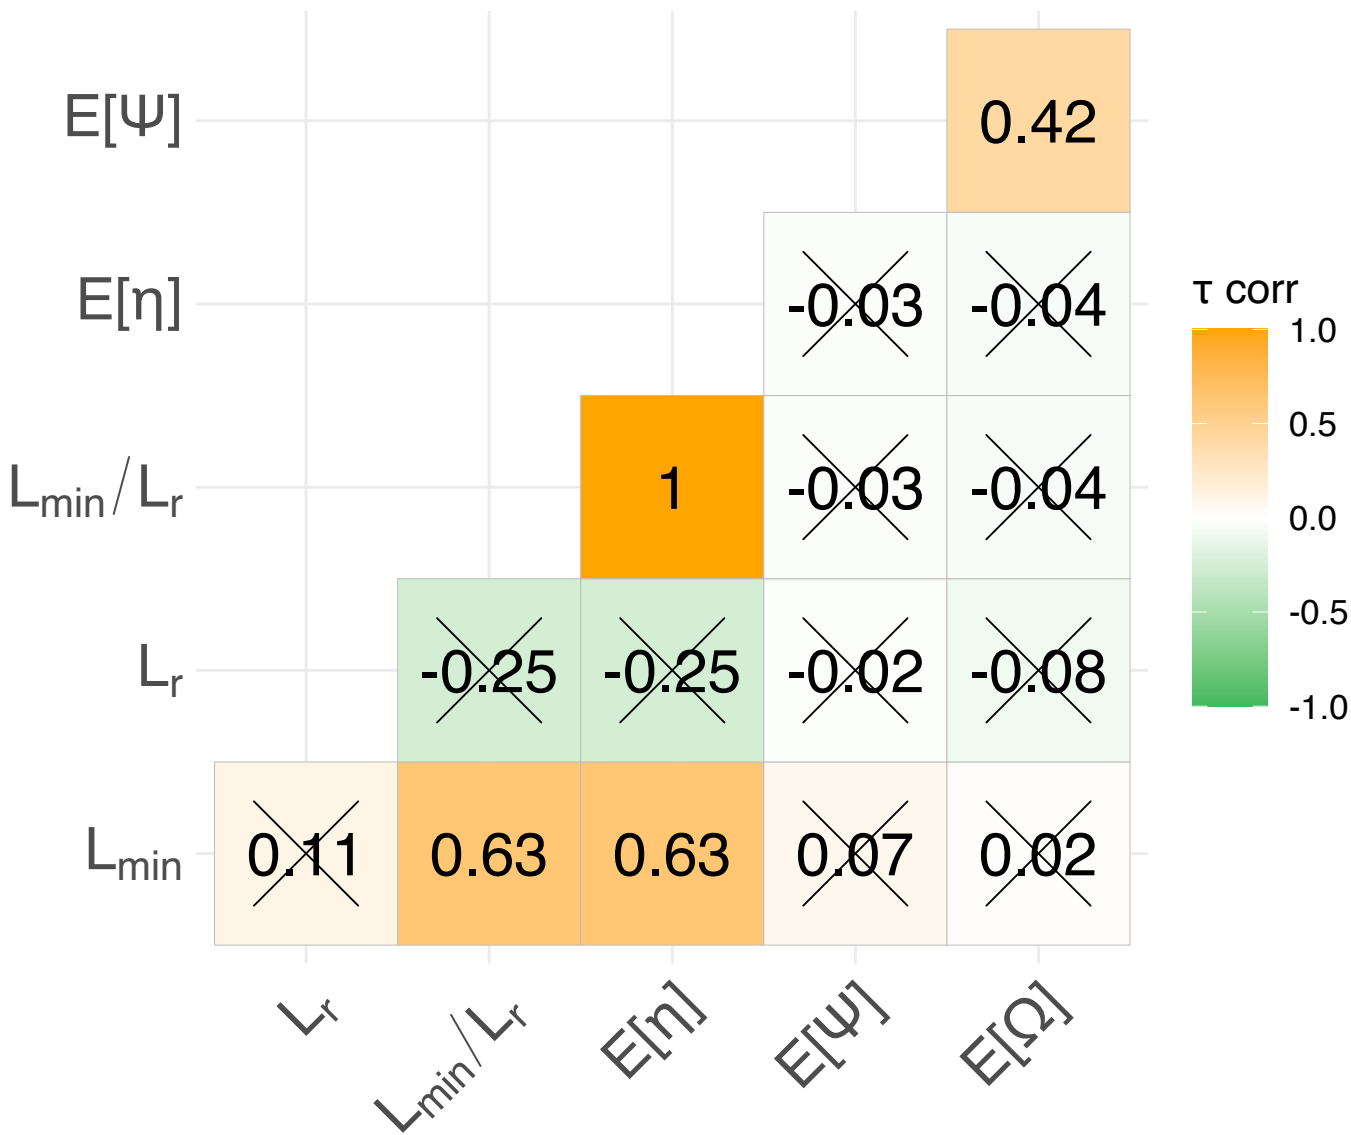 E[Ψ] 0.42
E[η] -0.03 -0.04
τ corr
1.0
0.5
0.0
-0.5
-1.0
Lmin/Lr 1 -0.03 -0.04
Lr -0.25 -0.25 -0.02 -0.08
Lmin 0.11 0.63 0.63 0.07 0.02
Lr Lmin/Lr E[η] E[Ψ] E[Ω]